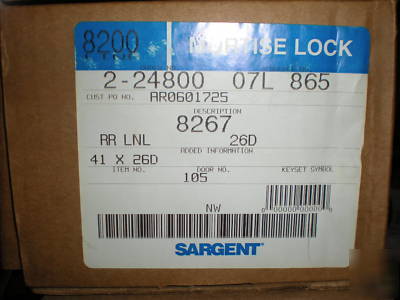 8200 MORTISE LOCK
2-24800 07L 865
CUST PO NO. AR0601725
DESCRIPTION
8267
RR LNL 26D
ADDED INFORMATION
41 X 26D
ITEM NO. DOOR NO. KEYSET SYMBOL
105
NW
SARGENT